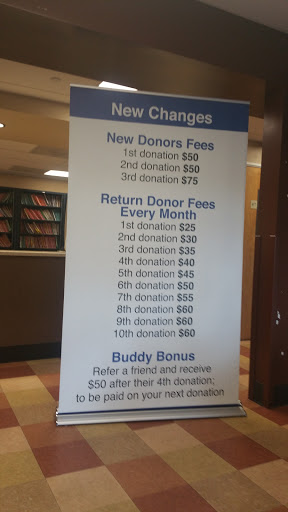 New Changes
New Donors Fees
1st donation $50
2nd donation $50
3rd donation $75
Return Donor Fees
Every Month
1st donation $25
2nd donation $30
3rd donation $35
4th donation $40
5th donation $45
6th donation $50
7th donation $55
8th donation $60
9th donation $60
10th donation $60
Buddy Bonus
Refer a friend and receive
$50 after their 4th donation;
to be paid on your next donation